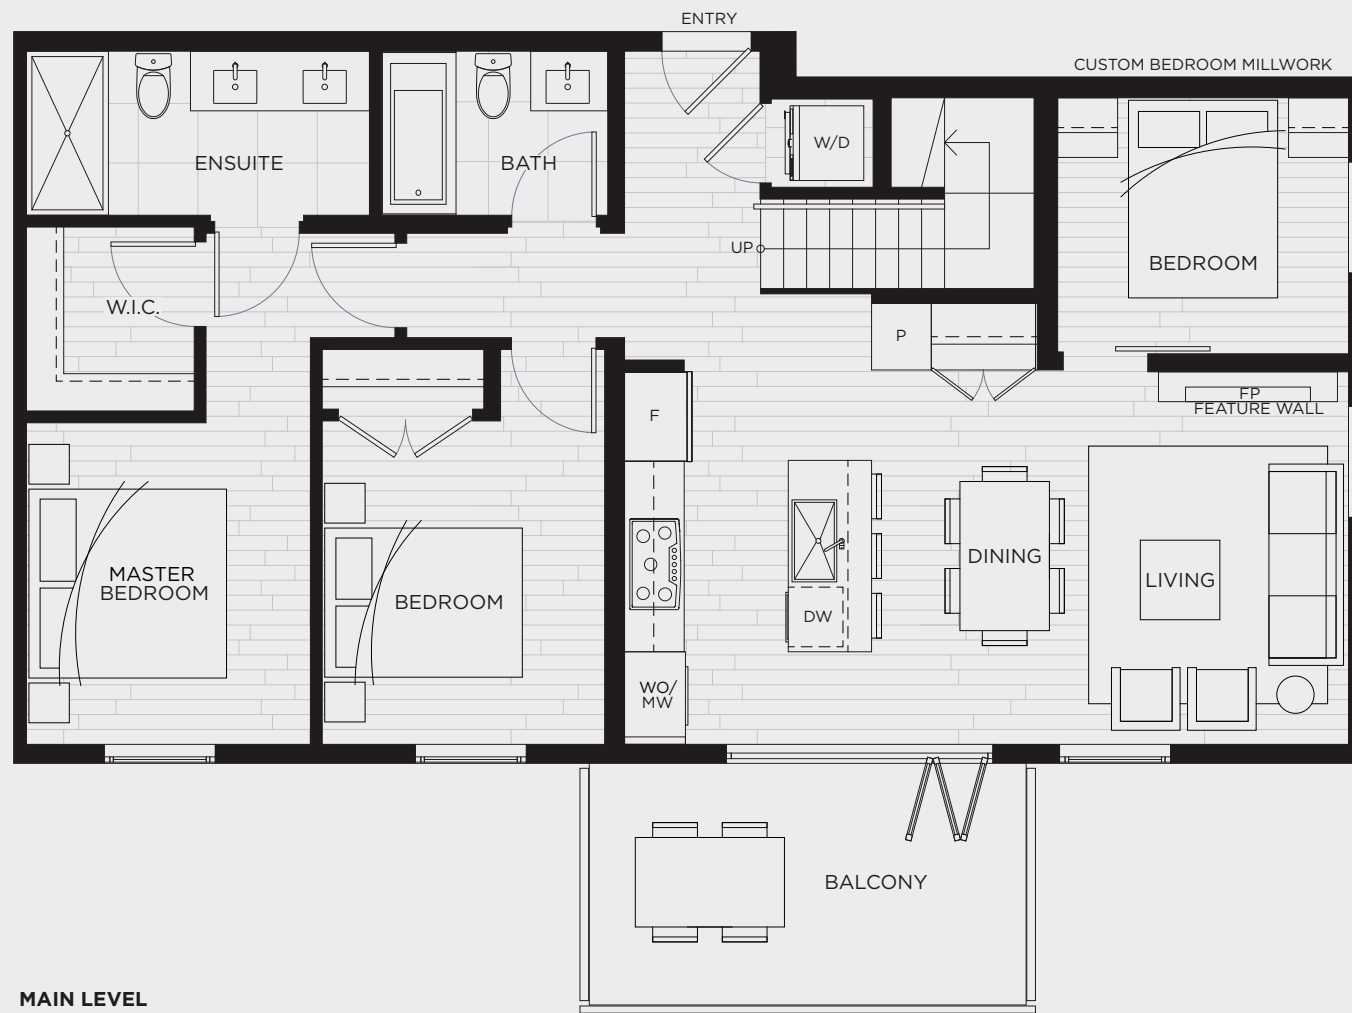 ENTRY
CUSTOM BEDROOM MILLWORK
W/D
ENSUITE
BATH
UP
BEDROOM
W.I.C.
P
FP
FEATURE WALL
F
DINING
MASTER
BEDROOM
LIVING
BEDROOM
DW
WO/
MW
BALCONY
MAIN LEVEL